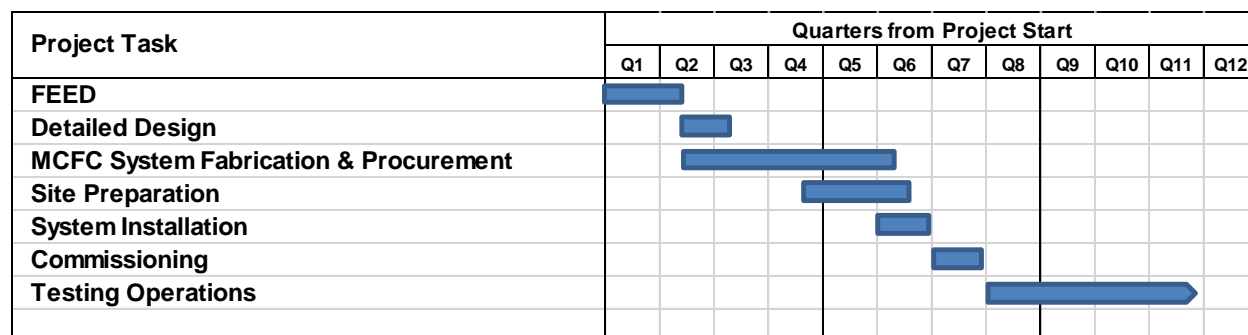 Project Task
Quarters from Project Start
Q1 Q2 Q3 Q4 Q5 Q6 Q7 Q8 Q9 Q10 Q11 Q12
FEED
Detailed Design
MCFC System Fabrication & Procurement
Site Preparation
System Installation
Commissioning
Testing Operations